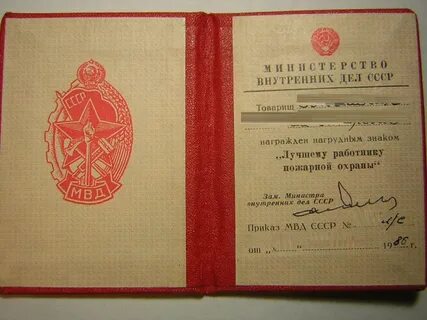 СССР
МВД
МИНИСТЕРСТВО
ВНУТРЕННИХ ДЕЛ СССР
Товарищ
награжден нагрудным знаком
„Лучшему работнику
пожарной охраны"
Зам. Министра
внутренних дел СССР
Приказ МВД СССР № н/с
от „х" 1986 г.